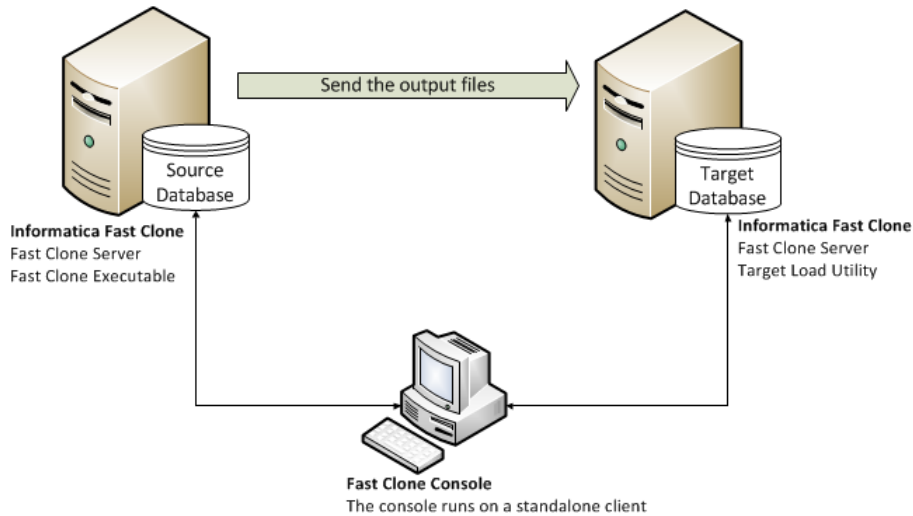 Send the output files
Source
Database
Target
Database
Informatica Fast Clone
Fast Clone Server
Fast Clone Executable
Informatica Fast Clone
Fast Clone Server
Target Load Utility
Fast Clone Console
The console runs on a standalone client